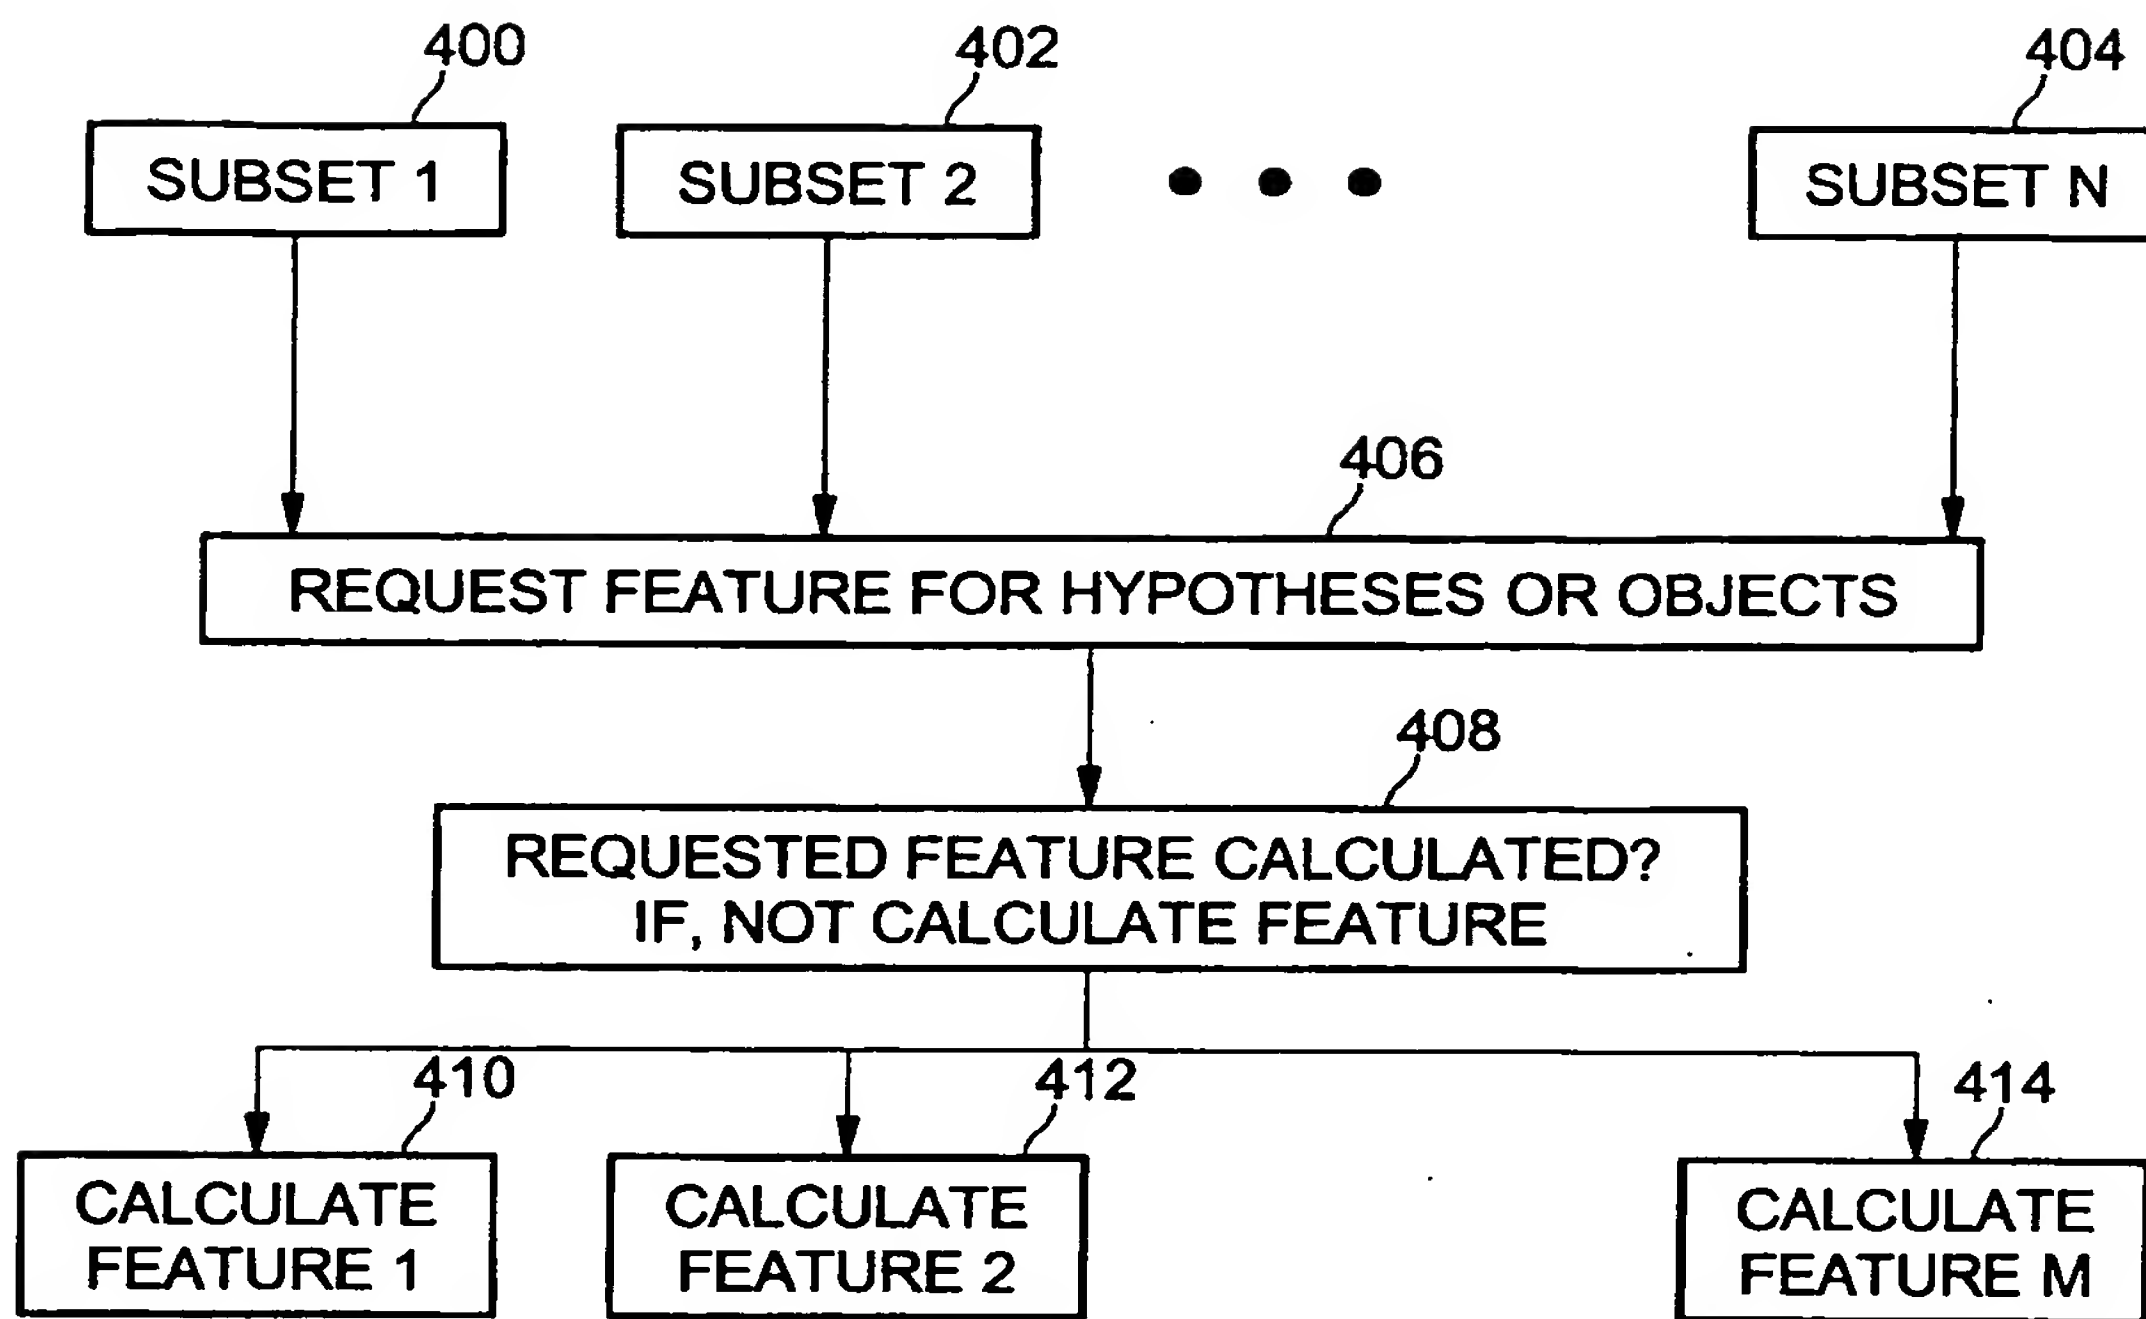 400
402
404
SUBSET 1
SUBSET 2
SUBSET N
406
REQUEST FEATURE FOR HYPOTHESES OR OBJECTS
408
REQUESTED FEATURE CALCULATED?
IF, NOT CALCULATE FEATURE
410
412
414
CALCULATE
FEATURE 1
CALCULATE
FEATURE 2
CALCULATE
FEATURE M